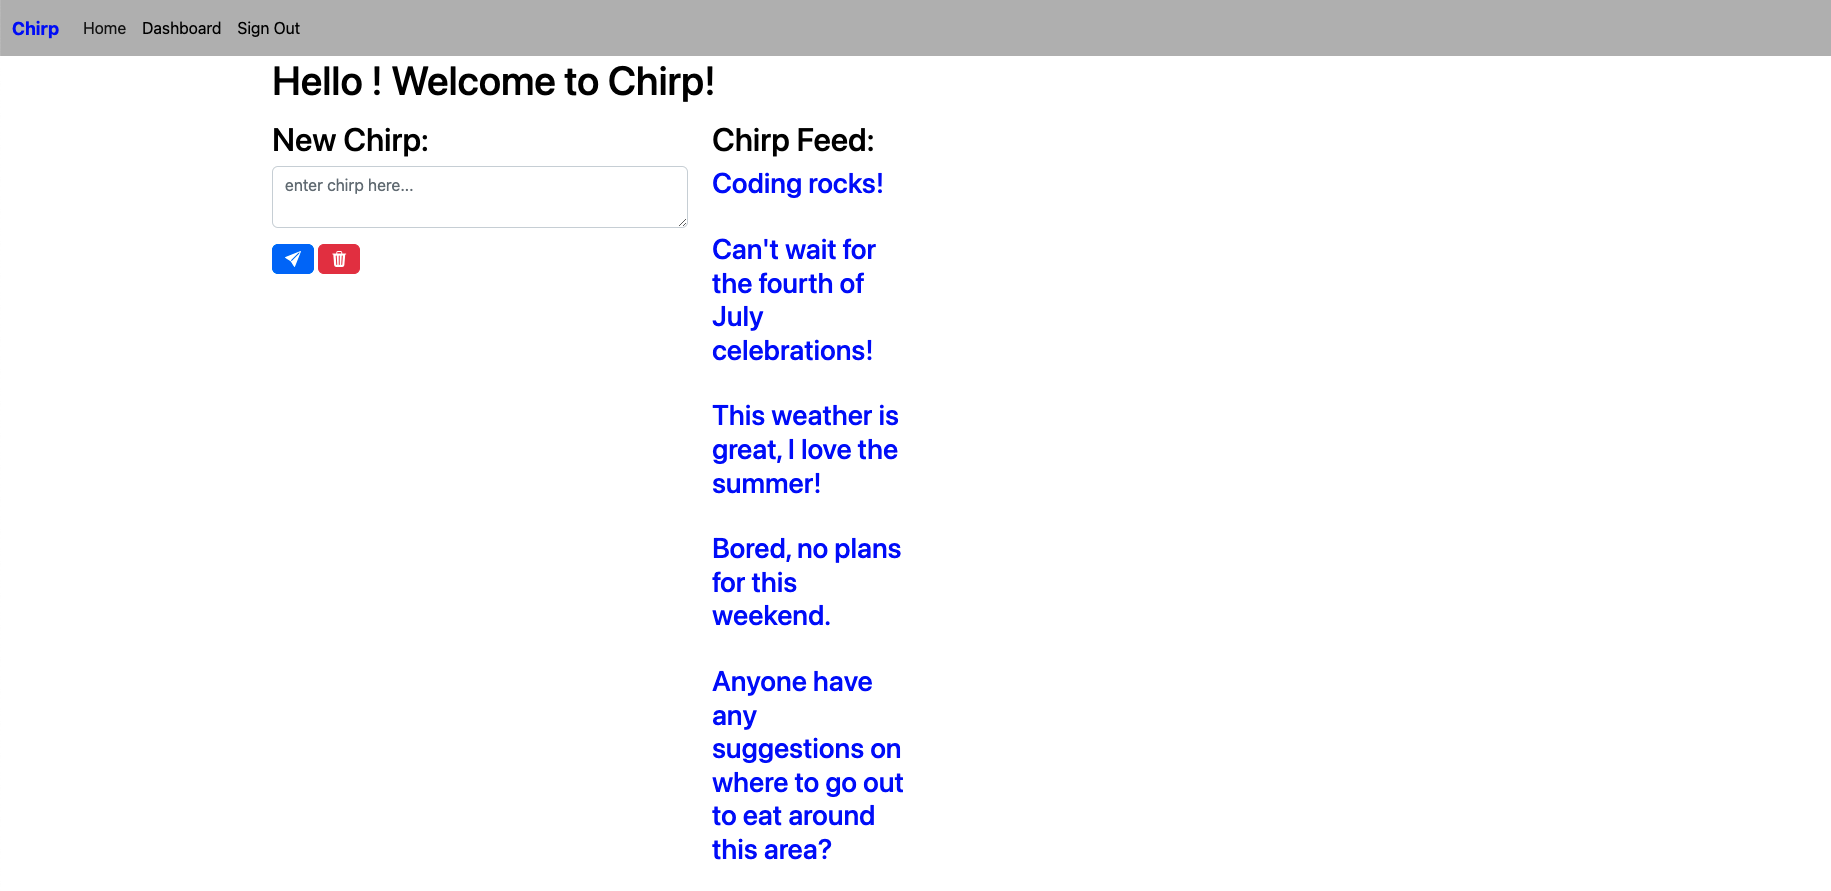 Chirp Home Dashboard Sign Out
Hello ! Welcome to Chirp!
New Chirp:
enter chirp here...
Chirp Feed:
Coding rocks!
Can't wait for
the fourth of
July
celebrations!
This weather is
great, I love the
summer!
Bored, no plans
for this
weekend.
Anyone have
any
suggestions on
where to go out
to eat around
this area?